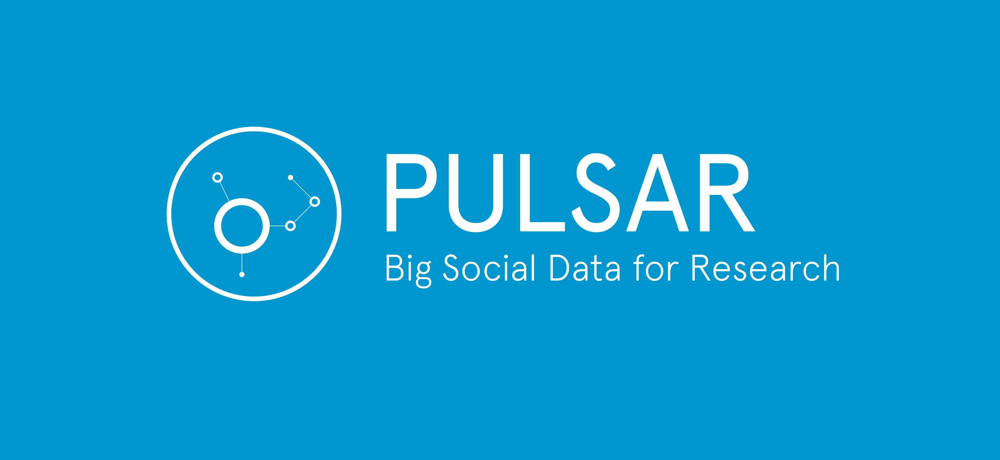 PULSAR
Big Social Data for Research